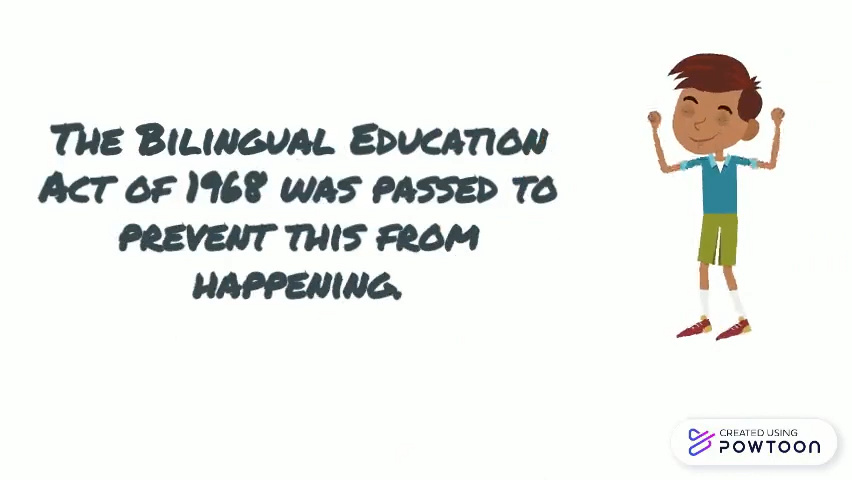 The Bilingual Education
Act of 1968 was passed to
prevent this from
happening.
CREATED USING
POWTOON